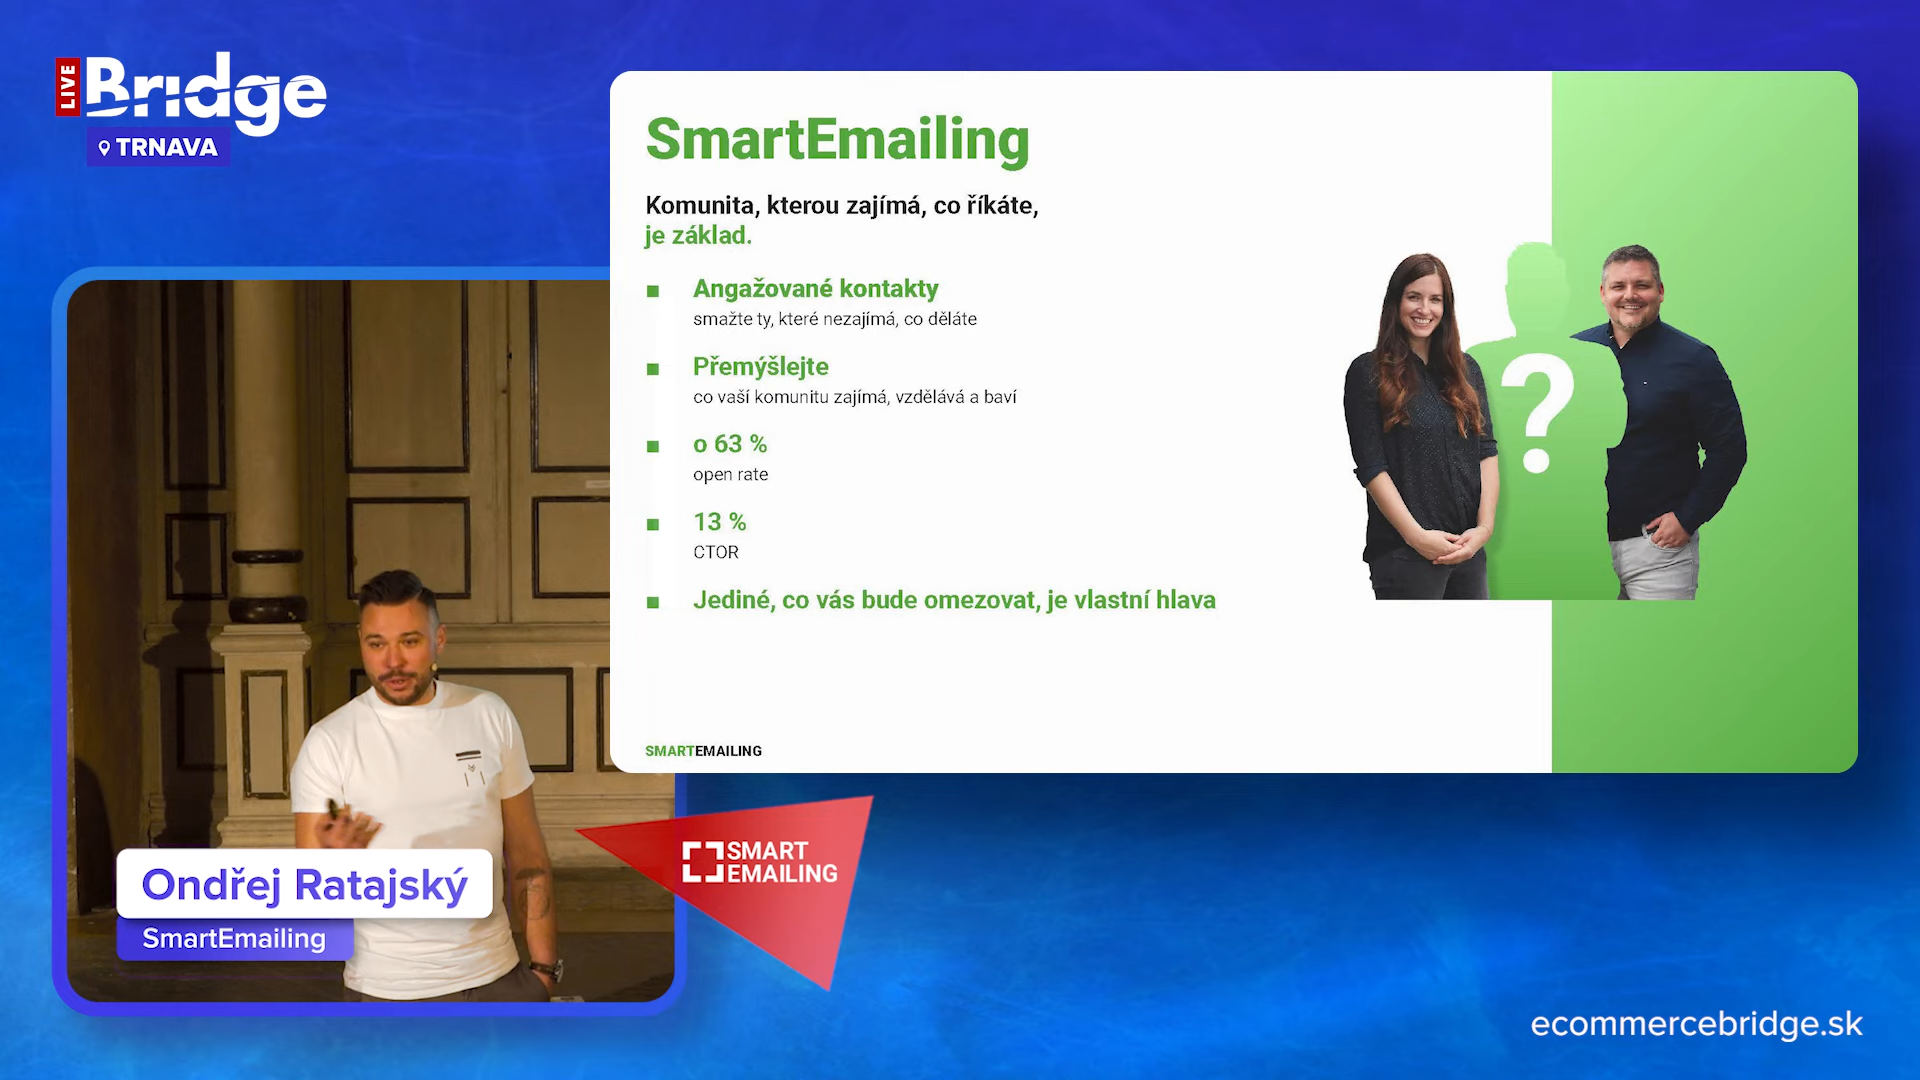 LIVE
Bridge
TRNAVA
SmartEmailing
Komunita, kterou zajímá, co říkáte,
je základ.
Angažované kontakty
smažte ty, které nezajímá, co děláte
Přemýšlejte
co vaší komunitu zajímá, vzdělává a baví
o 63 %
open rate
13 %
CTOR
Jediné, co vás bude omezovat, je vlastní hlava
?
SMARTEMAILING
SMART
EMAILING
Ondřej Ratajský
SmartEmailing
ecommercebridge.sk